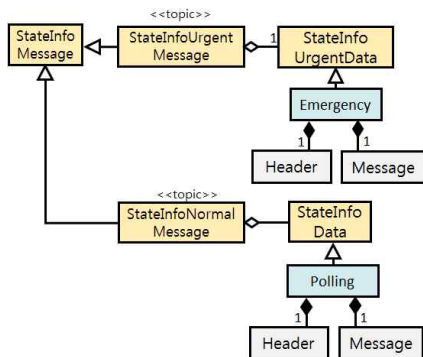 <<topic>>
StateInfo
Message
StateInfoUrgent
Message
1
StateInfo
UrgentData
Emergency
1
1
Header
Message
<<topic>>
StateInfoNormal
Message
StateInfo
Data
Polling
1
1
Header
Message